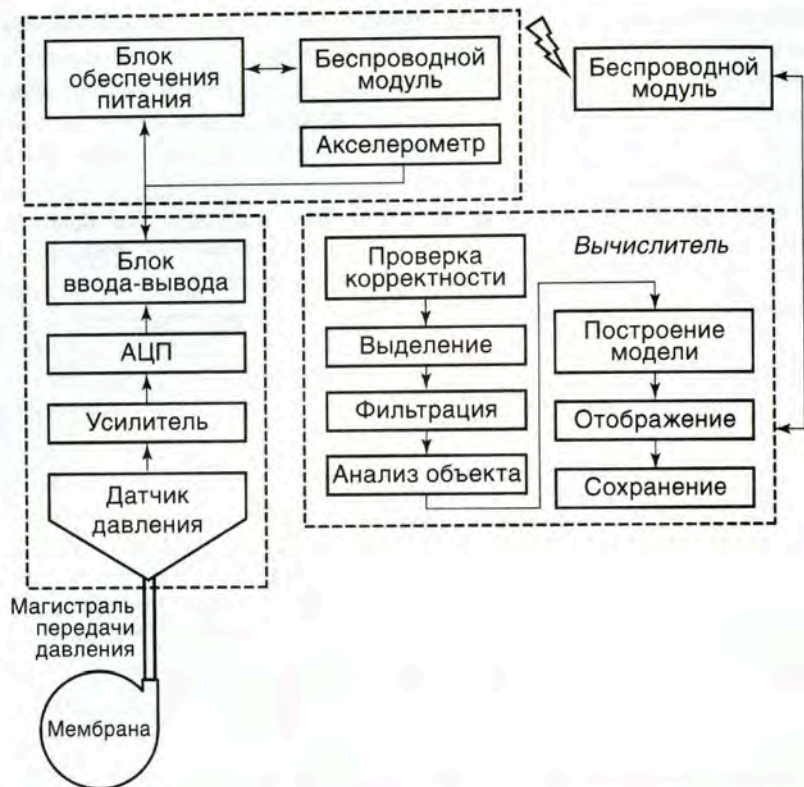 Блок
обеспечения
питания
Беспроводной
модуль
Акселерометр
Беспроводной
модуль
Блок
ввода-вывода
АЦП
Усилитель
Датчик
давления
Магистраль
передачи
давления
Мембрана
Вычислитель
Проверка
корректности
Выделение
Фильтрация
Анализ объекта
Построение
модели
Отображение
Сохранение